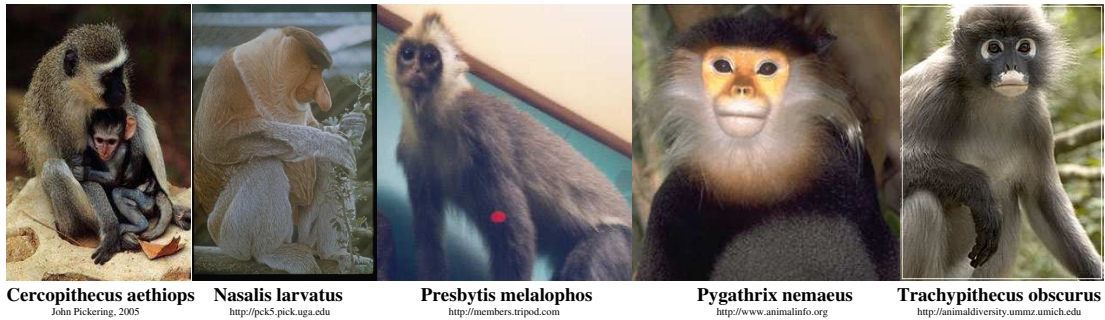 Cercopithecus aethiops
John Pickering, 2005
Nasalis larvatus
http://pck5.pick.uga.edu
Presbytis melalophos
http://members.tripod.com
Pygathrix nemaeus
http://www.animalinfo.org
Trachypithecus obscurus
http://animaldiversity.ummz.umich.edu